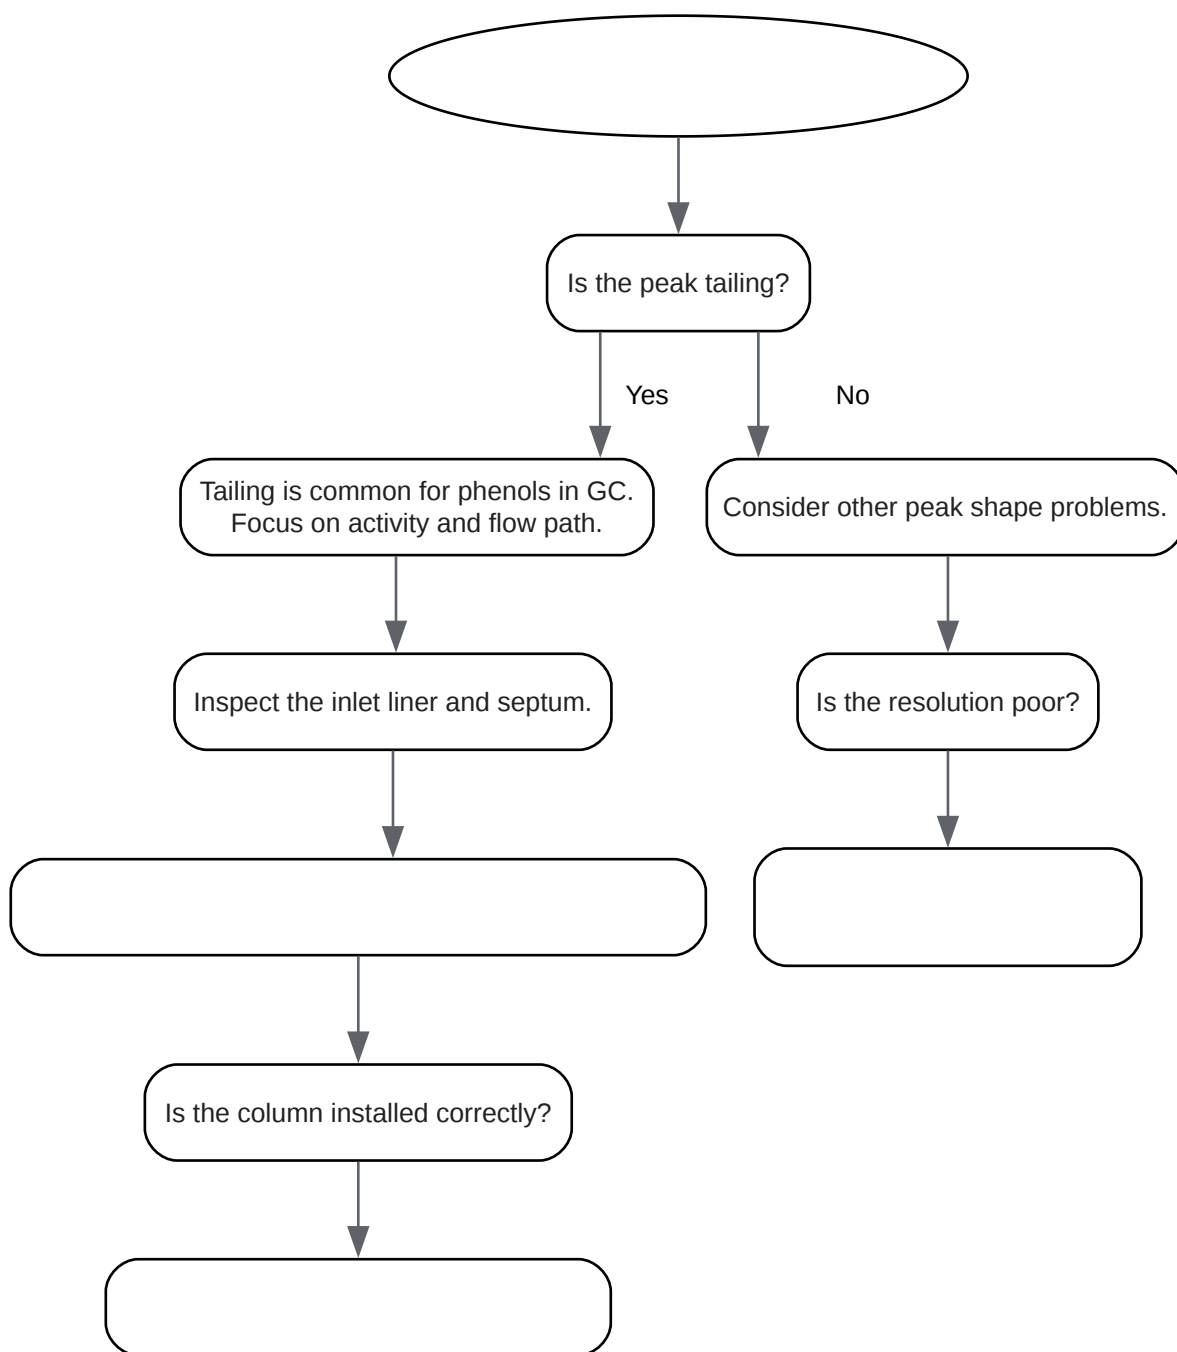 Is the peak tailing?
Yes
No
Tailing is common for phenols in GC.
Focus on activity and flow path.
Consider other peak shape problems.
Inspect the inlet liner and septum.
Is the resolution poor?
Is the column installed correctly?